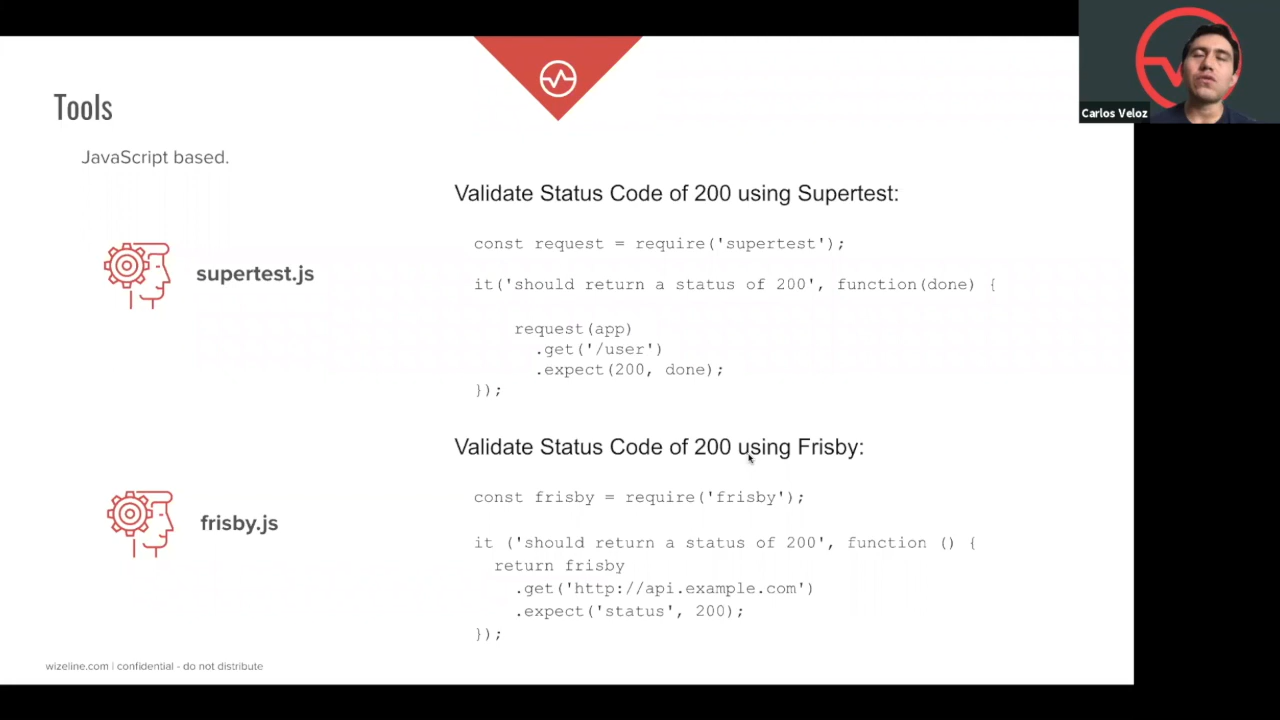 Tools
JavaScript based.
supertest.js
Validate Status Code of 200 using Supertest:
const request = require('supertest');
it('should return a status of 200', function(done) {
request(app)
.get('/user')
.expect(200, done);
});
frisby.js
Validate Status Code of 200 using Frisby:
const frisby = require('frisby');
it ('should return a status of 200', function () {
return frisby
.get('http://api.example.com')
.expect('status', 200);
});
wizeline.com | confidential - do not distribute
Carlos Veloz